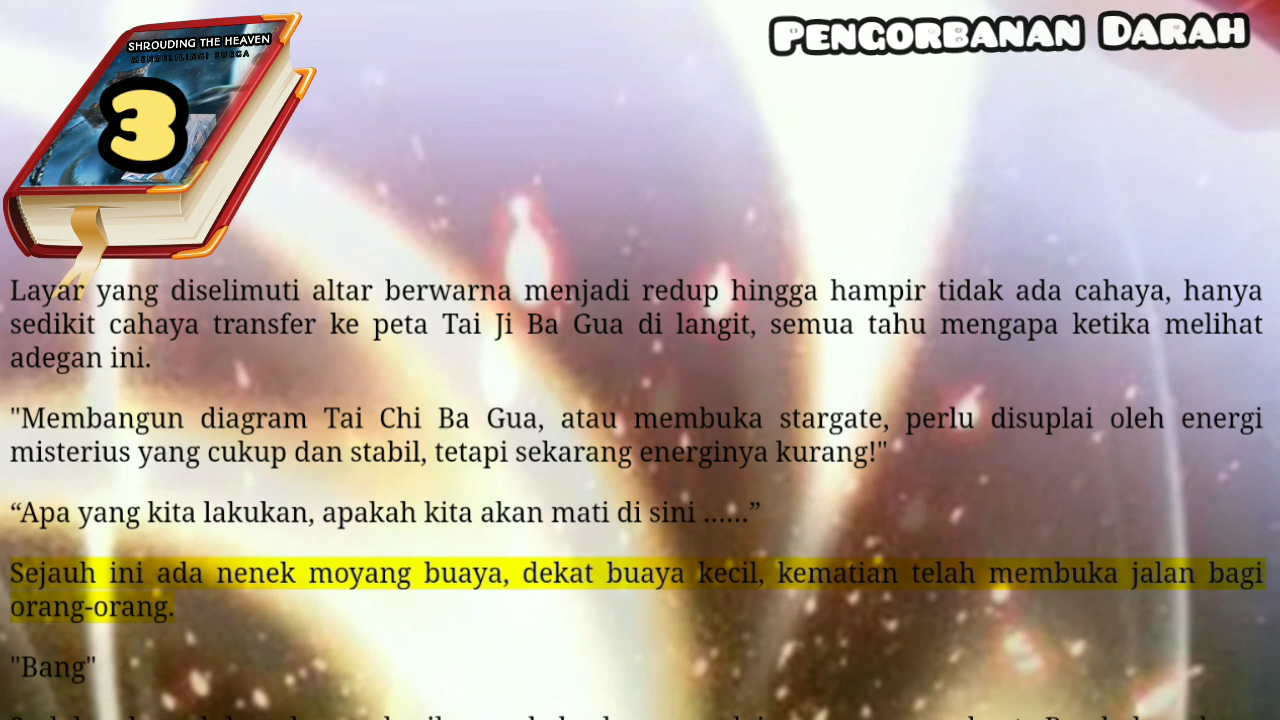 SHROUDING THE HEAVEN
MENGELILINGI SURGA
3
PENGORBANAN DARAH
Layar yang diselimuti altar berwarna menjadi redup hingga hampir tidak ada cahaya, hanya
sedikit cahaya transfer ke peta Tai Ji Ba Gua di langit, semua tahu mengapa ketika melihat
adegan ini.
"Membangun diagram Tai Chi Ba Gua, atau membuka stargate, perlu disuplai oleh energi
misterius yang cukup dan stabil, tetapi sekarang energinya kurang!"
“Apa yang kita lakukan, apakah kita akan mati di sini ......”
Sejauh ini ada nenek moyang buaya, dekat buaya kecil, kematian telah membuka jalan bagi
orang-orang.
"Bang"